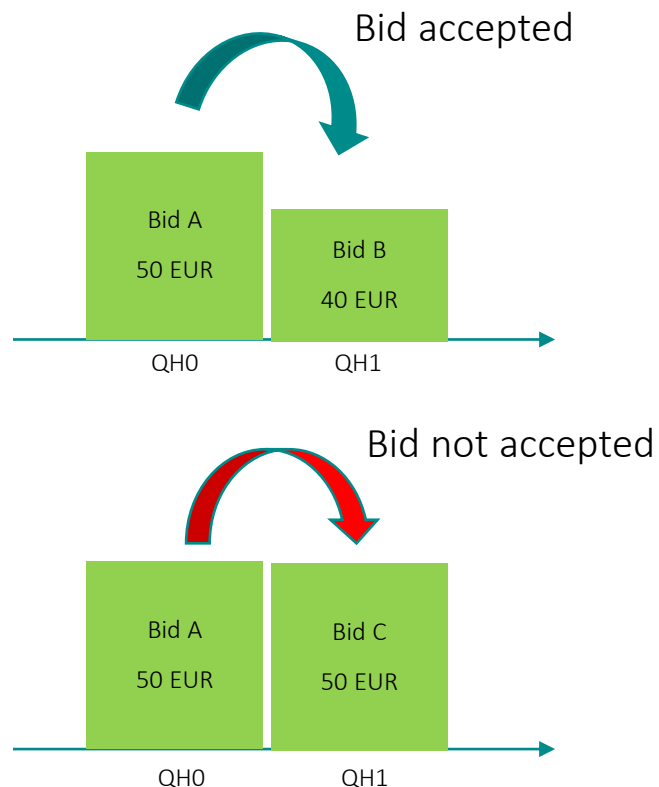 Bid accepted
Bid A
50 EUR
Bid B
40 EUR
QH0
QH1
Bid not accepted
Bid A
50 EUR
Bid C
50 EUR
QH0
QH1